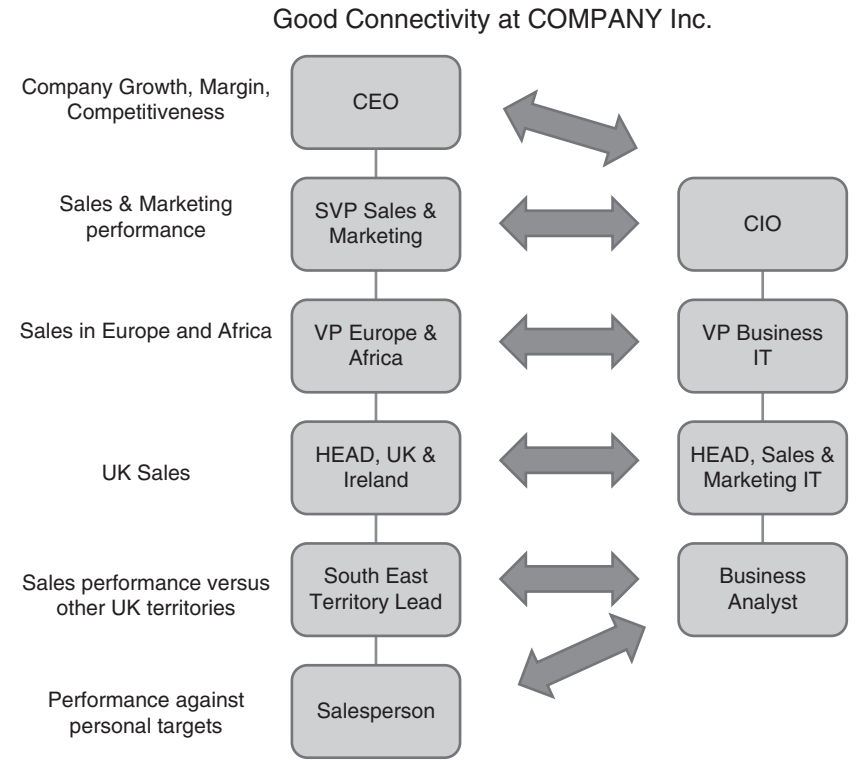 Good Connectivity at COMPANY Inc.
Company Growth, Margin,
Competitiveness
CEO
Sales & Marketing
performance
SVP Sales &
Marketing
CIO
Sales in Europe and Africa
VP Europe &
Africa
VP Business
IT
UK Sales
HEAD, UK &
Ireland
HEAD, Sales &
Marketing IT
Sales performance versus
other UK territories
South East
Territory Lead
Business
Analyst
Performance against
personal targets
Salesperson